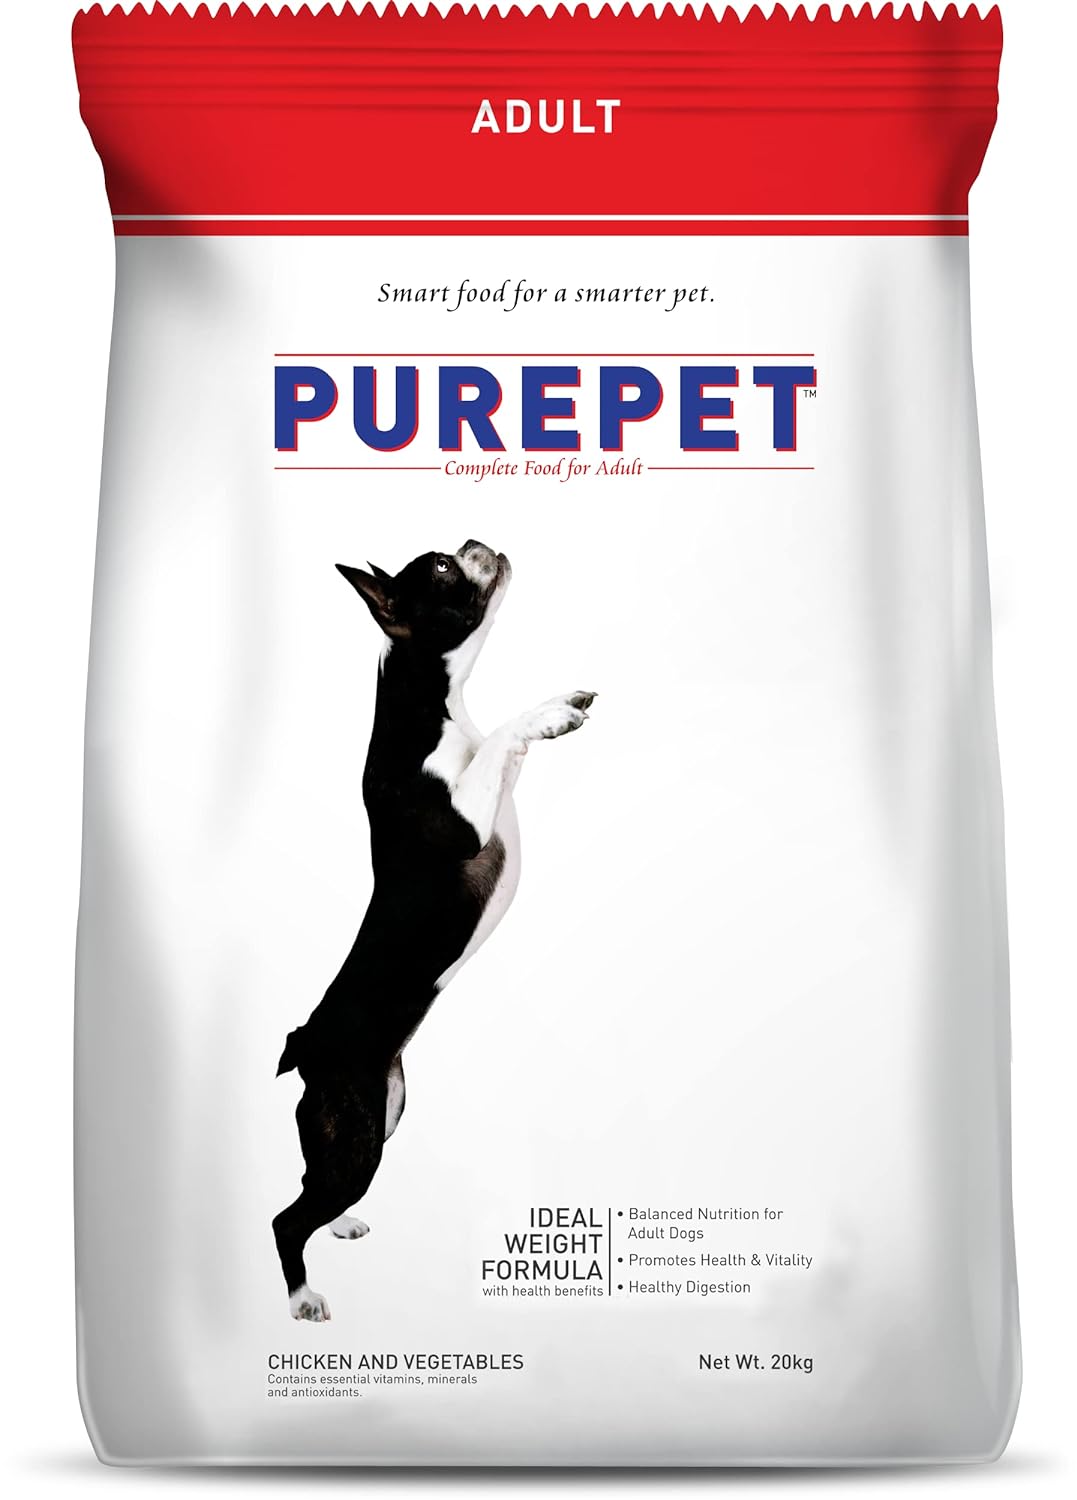 ADULT
Smart food for a smarter pet.
PUREPET™
Complete Food for Adult
IDEAL
WEIGHT
FORMULA
with health benefits
• Balanced Nutrition for
Adult Dogs
• Promotes Health & Vitality
• Healthy Digestion
CHICKEN AND VEGETABLES
Contains essential vitamins, minerals
and antioxidants.
Net Wt. 20kg